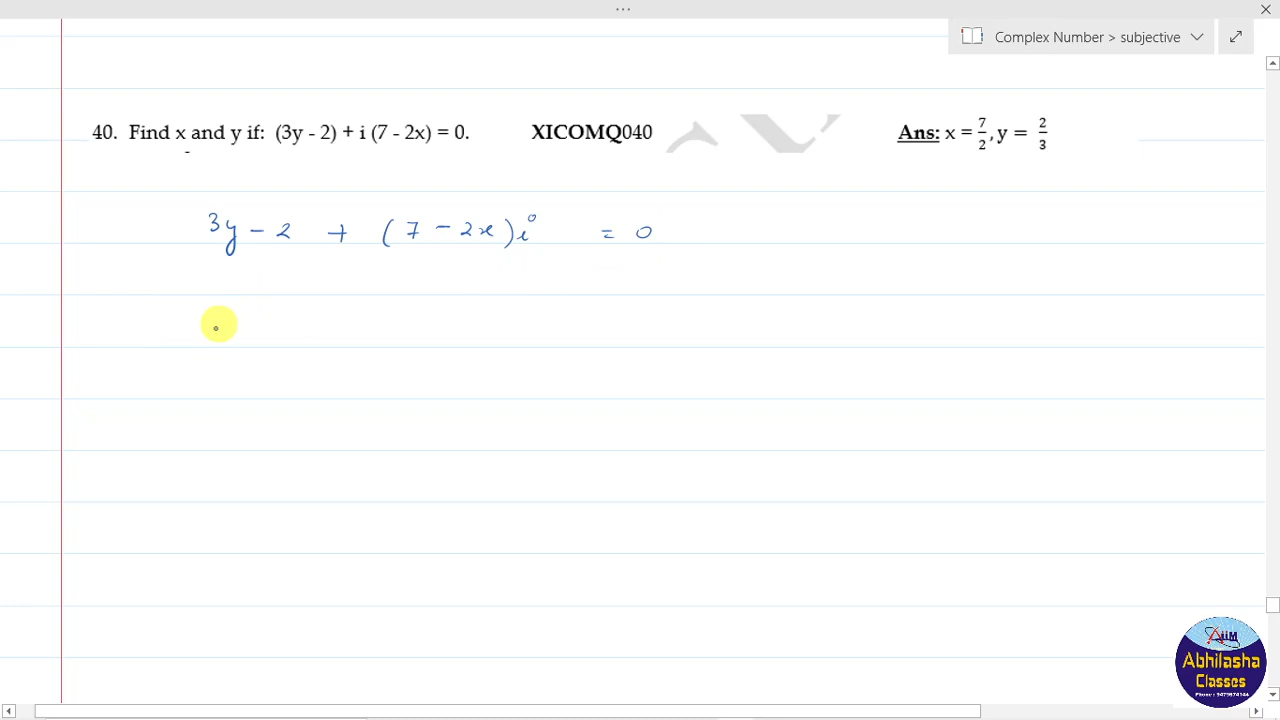 Complex Number > subjective
40. Find x and y if: (3y - 2) + i (7 - 2x) = 0. XICOMQ040 Ans: x = 7/2, y = 2/3
3y - 2 + (7 - 2x)i = 0
AIIM
Abhilasha
Classes